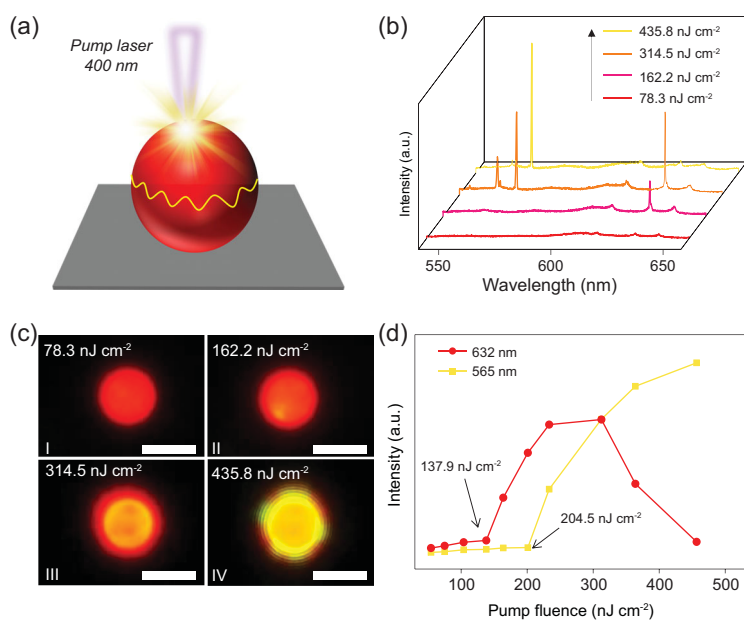 (a)
Pump laser
400 nm
(b)
435.8 nJ cm⁻²
314.5 nJ cm⁻²
162.2 nJ cm⁻²
78.3 nJ cm⁻²
Intensity (a.u.)
550 600 650
Wavelength (nm)
(c)
78.3 nJ cm⁻²
I
162.2 nJ cm⁻²
II
314.5 nJ cm⁻²
III
435.8 nJ cm⁻²
IV
(d)
632 nm
565 nm
137.9 nJ cm⁻²
204.5 nJ cm⁻²
Intensity (a.u.)
100 200 300 400 500
Pump fluence (nJ cm⁻²)